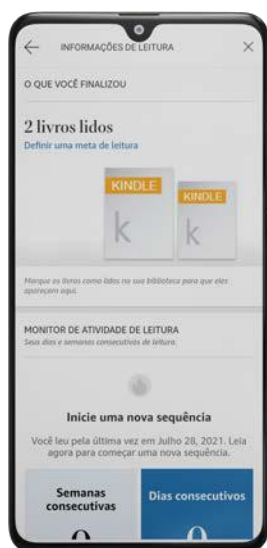 INFORMAÇÕES DE LEITURA
O QUE VOCÊ FINALIZOU
2 livros lidos
Definir uma meta de leitura
KINDLE
KINDLE
k
k
Marque os livros como lidos na sua biblioteca para que eles
apareçam aqui.
MONITOR DE ATIVIDADE DE LEITURA
Seus dias e semanas consecutivos de leitura.
Inicie uma nova sequência
Você leu pela última vez em Julho 28, 2021. Leia
agora para começar uma nova sequência.
Semanas
consecutivas
Dias consecutivos
0
0